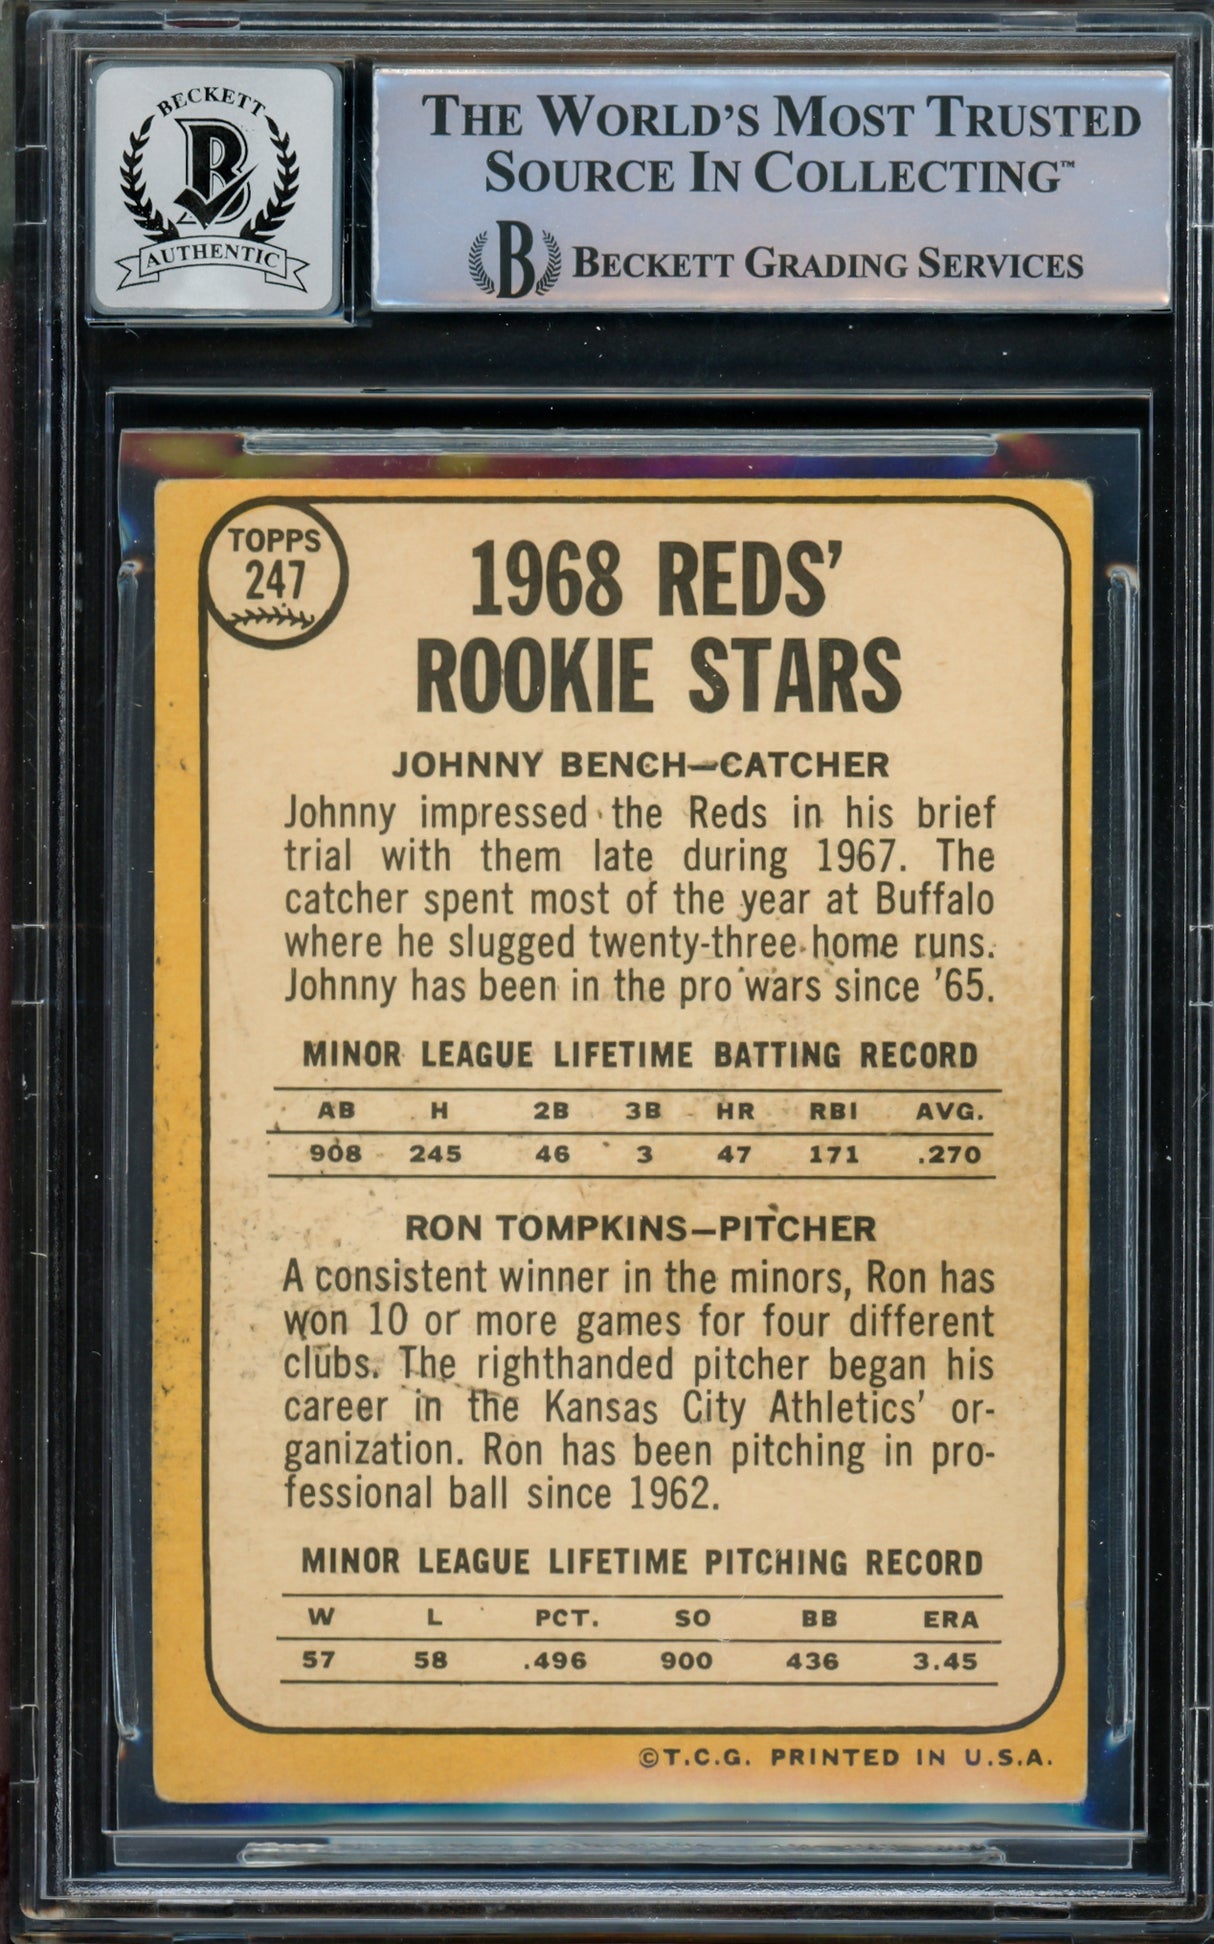 BECKETT
B
AUTHENTIC
THE WORLD'S MOST TRUSTED
SOURCE IN COLLECTING™
B BECKETT GRADING SERVICES
TOPPS
247
1968 REDS'
ROOKIE STARS
JOHNNY BENCH—CATCHER
Johnny impressed the Reds in his brief
trial with them late during 1967. The
catcher spent most of the year at Buffalo
where he slugged twenty-three home runs.
Johnny has been in the pro wars since '65.
MINOR LEAGUE LIFETIME BATTING RECORD
AB H 2B 3B HR RBI AVG.
908 245 46 3 47 171 .270
RON TOMPKINS—PITCHER
A consistent winner in the minors, Ron has
won 10 or more games for four different
clubs. The righthanded pitcher began his
career in the Kansas City Athletics' or-
ganization. Ron has been pitching in pro-
fessional ball since 1962.
MINOR LEAGUE LIFETIME PITCHING RECORD
W L PCT. SO BB ERA
57 58 .496 900 436 3.45
©T.C.G. PRINTED IN U.S.A.